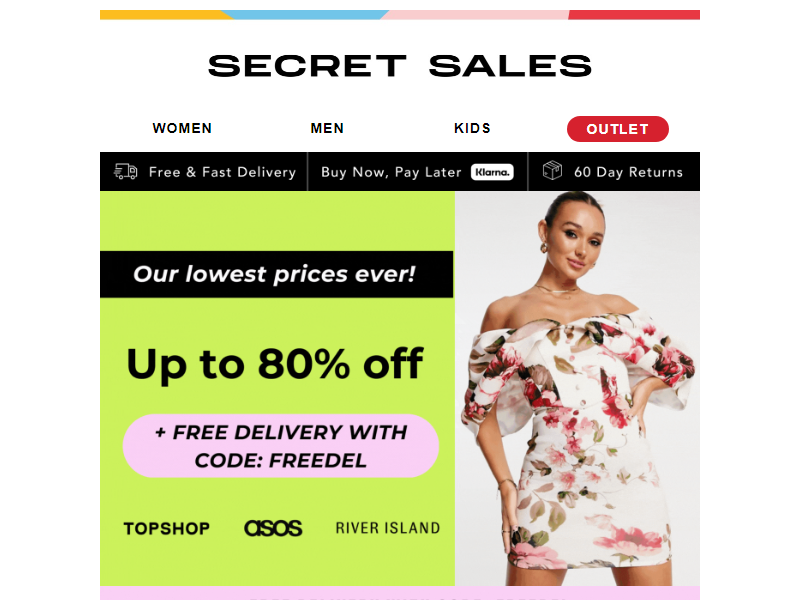 SECRET SALES
WOMEN MEN KIDS OUTLET
Free & Fast Delivery Buy Now, Pay Later Klarna. 60 Day Returns
Our lowest prices ever!
Up to 80% off
+ FREE DELIVERY WITH
CODE: FREEDEL
TOPSHOP asos RIVER ISLAND